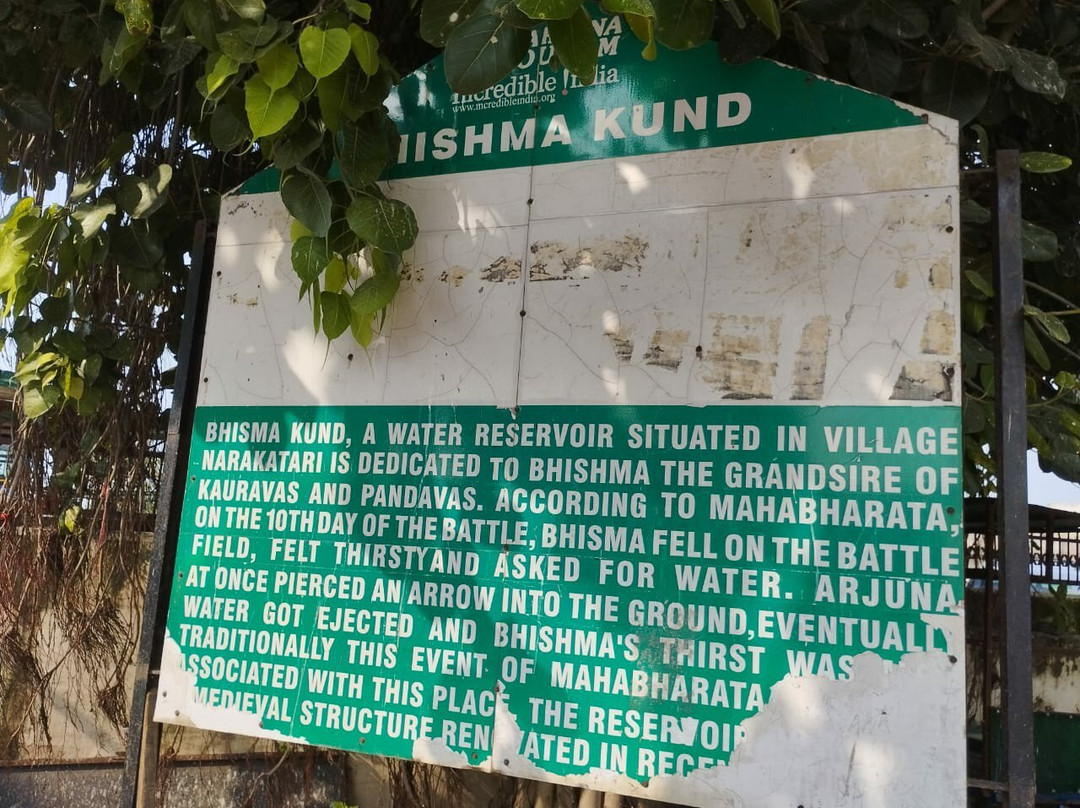 Incredible India
www.incredibleindia.org
HISHMA KUND
BHISMA KUND, A WATER RESERVOIR SITUATED IN VILLAGE
NARAKATARI IS DEDICATED TO BHISHMA THE GRANDSIRE OF
KAURAVAS AND PANDAVAS. ACCORDING TO MAHABHARATA,
ON THE 10TH DAY OF THE BATTLE, BHISMA FELL ON THE BATTLE
FIELD, FELT THIRSTY AND ASKED FOR WATER. ARJUNA
AT ONCE PIERCED AN ARROW INTO THE GROUND, EVENTUALLY
WATER GOT EJECTED AND BHISHMA'S THIRST WAS
TRADITIONALLY THIS EVENT OF MAHABHARATA
ASSOCIATED WITH THIS PLACE THE RESERVOIR
MEDIEVAL STRUCTURE RENOVATED IN RECE